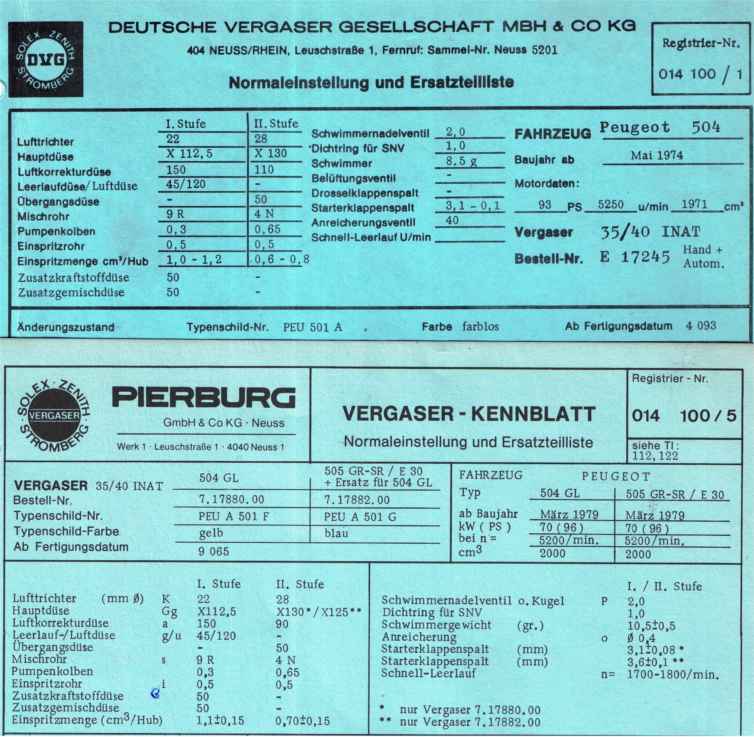 DEUTSCHE VERGASER GESELLSCHAFT MBH & CO KG
SOLEX ZENITH STROMBERG
DVG
404 NEUSS/RHEIN, Leuschstraße 1, Fernruf: Sammel-Nr. Neuss 5201
Registrier-Nr.
014 100 / 1
Normaleinstellung und Ersatzteilliste
I. Stufe II. Stufe
Lufttrichter 22 28
Hauptdüse X 112,5 X 130
Luftkorrekturdüse 150 110
Leerlaufdüse/Luftdüse 45/120 -
Übergangsdüse - 50
Mischrohr 9 R 4 N
Pumpenkolben 0,3 0,65
Einspritzrohr 0,5 0,5
Einspritzmenge cm³/Hub 1,0 - 1,2 0,6 - 0,8
Zusatzkraftstoffdüse 50 -
Zusatzgemischdüse 50 -
Schwimmernadelventil 2,0
Dichtring für SNV 1,0
Schwimmer 8,5 g
Belüftungsventil -
Drosselklappenspalt -
Starterklappenspalt 3,1 - 0,1
Anreicherungsventil 40
Schnell-Leerlauf U/min
FAHRZEUG Peugeot 504
Baujahr ab Mai 1974
Motordaten:
93 PS 5250 u/min 1971 cm³
Vergaser 35/40 INAT
Bestell-Nr. E 17245 Hand + Autom.
Änderungszustand Typenschild-Nr. PEU 501 A Farbe farblos Ab Fertigungsdatum 4 093
SOLEX-ZENITH STROMBERG
VERGASER
PIERBURG
GmbH & Co KG · Neuss
Werk 1 · Leuschstraße 1 · 4040 Neuss 1
VERGASER - KENNBLATT
Normaleinstellung und Ersatzteilliste
Registrier - Nr.
014 100/5
siehe TI:
112,122
VERGASER 35/40 INAT 504 GL 505 GR-SR / E 30 + Ersatz für 504 GL
Bestell-Nr. 7.17880.00 7.17882.00
Typenschild-Nr. PEU A 501 F PEU A 501 G
Typenschild-Farbe gelb blau
Ab Fertigungsdatum 9 065
FAHRZEUG PEUGEOT
Typ 504 GL 505 GR-SR / E 30
ab Baujahr März 1979 März 1979
kW ( PS ) 70 (96) 70 (96)
bei n = 5200/min. 5200/min.
cm³ 2000 2000
I. Stufe II. Stufe
Lufttrichter (mm Ø) K 22 28
Hauptdüse Gg X112,5 X130*/X125**
Luftkorrekturdüse a 150 90
Leerlauf-/Luftdüse g/u 45/120 -
Übergangsdüse - 50
Mischrohr s 9 R 4 N
Pumpenkolben 0,3 0,65
Einspritzrohr i 0,5 0,5
Zusatzkraftstoffdüse 50 -
Zusatzgemischdüse 50 -
Einspritzmenge (cm³/Hub) 1,1±0,15 0,70±0,15
I. / II. Stufe
Schwimmernadelventil o. Kugel P 2,0
Dichtring für SNV 1,0
Schwimmergewicht (gr.) 10,5±0,5
Anreicherung o Ø 0,4
Starterklappenspalt (mm) 3,1±0,08 *
Starterklappenspalt (mm) 3,6±0,1 **
Schnell-Leerlauf n= 1700-1800/min.
* nur Vergaser 7.17880.00
** nur Vergaser 7.17882.00